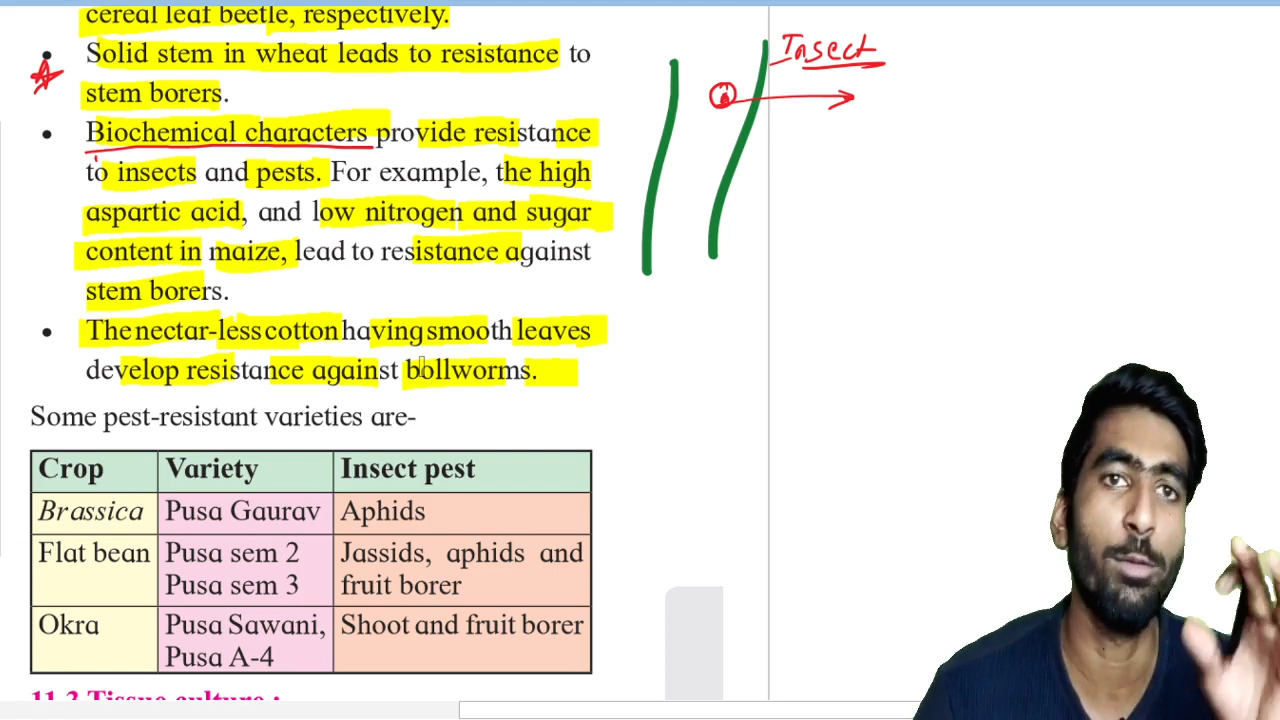 cereal leaf beetle, respectively.
• Solid stem in wheat leads to resistance to
stem borers.
• Biochemical characters provide resistance
to insects and pests. For example, the high
aspartic acid, and low nitrogen and sugar
content in maize, lead to resistance against
stem borers.
• The nectar-less cotton having smooth leaves
develop resistance against bollworms.
Some pest-resistant varieties are-
Crop Variety Insect pest
Brassica Pusa Gaurav Aphids
Flat bean Pusa sem 2 Jassids, aphids and
Pusa sem 3 fruit borer
Okra Pusa Sawani, Shoot and fruit borer
Pusa A-4
11.3 Tissue culture :
Insect